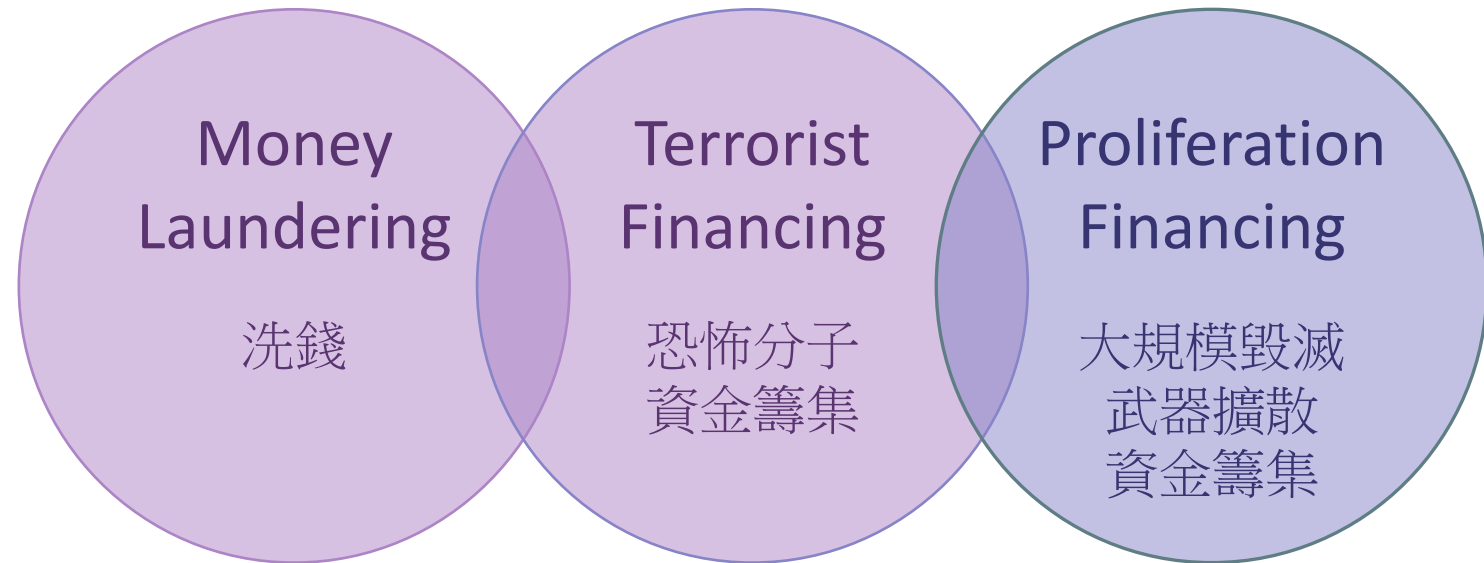 Money
Laundering
洗錢
Terrorist
Financing
恐怖分子
資金籌集
Proliferation
Financing
大規模毀滅
武器擴散
資金籌集